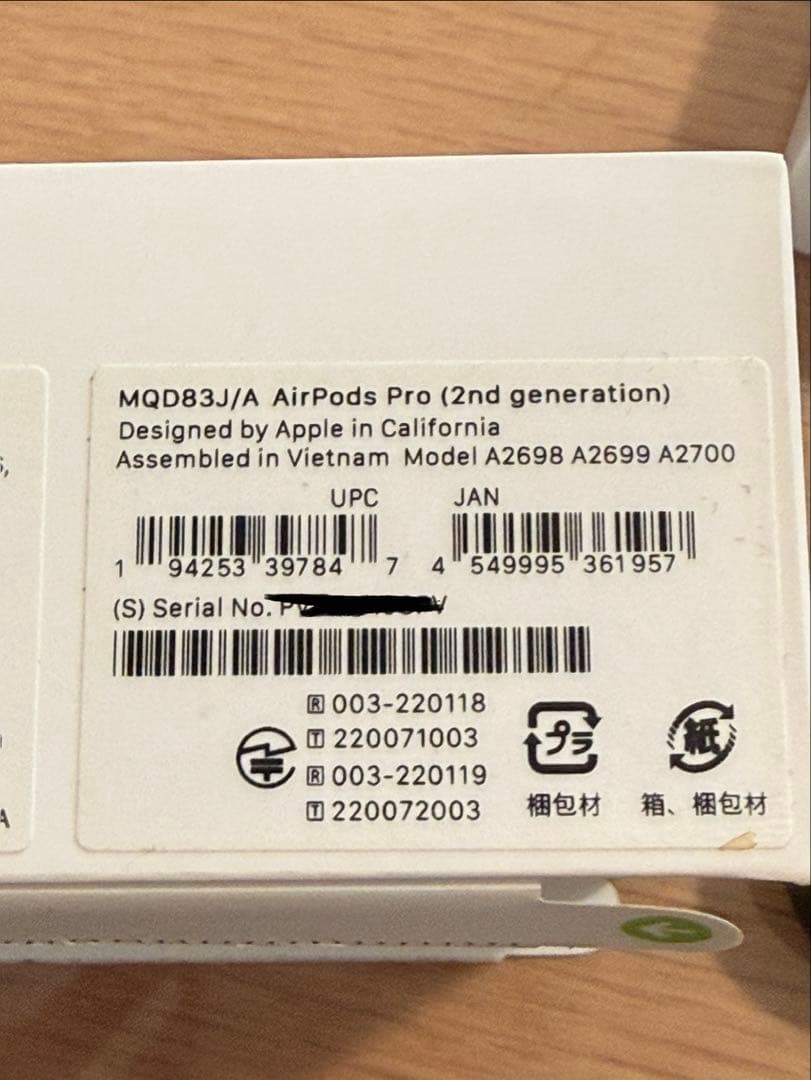 MQD83J/A AirPods Pro (2nd generation)
Designed by Apple in California
Assembled in Vietnam Model A2698 A2699 A2700
UPC JAN
1 94253 39784 7 4 549995 361957
(S) Serial No.
R 003-220118
T 220071003
R 003-220119
T 220072003
プラ
梱包材
紙
箱、梱包材